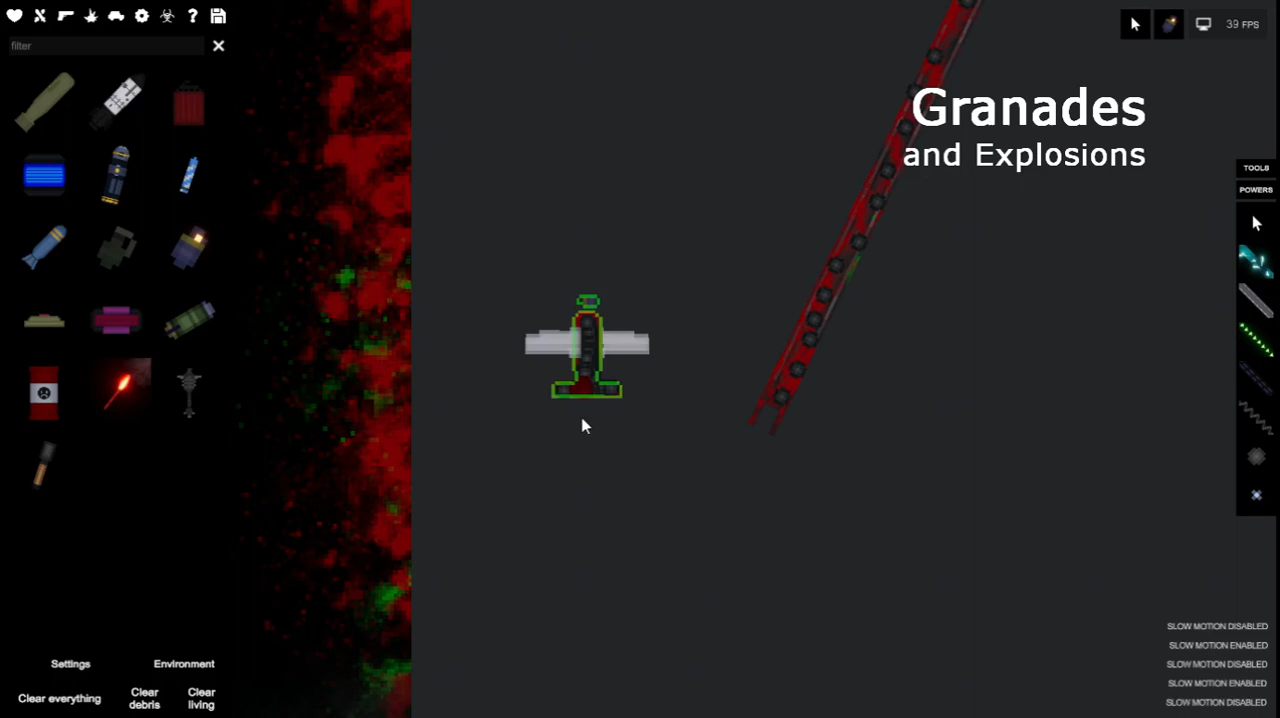 ?
filter
39 FPS
Granades
and Explosions
TOOLS
POWERS
Settings
Environment
Clear everything
Clear debris
Clear living
SLOW MOTION DISABLED
SLOW MOTION ENABLED
SLOW MOTION DISABLED
SLOW MOTION ENABLED
SLOW MOTION DISABLED